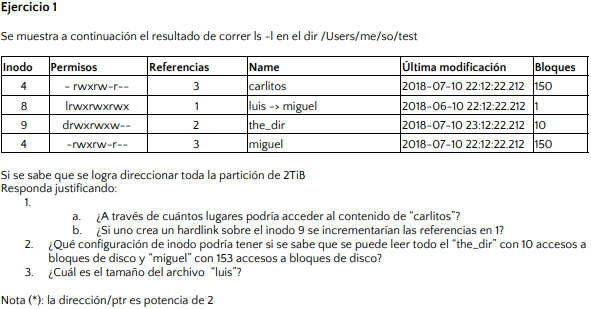 Ejercicio 1
Se muestra a continuación el resultado de correr ls -l en el dir /Users/me/so/test
Inodo Permisos Referencias Name Última modificación Bloques
4 - rwxrw-r-- 3 carlitos 2018-07-10 22:12:22.212 150
8 lrwxrwxrwx 1 luis -> miguel 2018-06-10 22:12:22.212 1
9 drwxrwxw-- 2 the_dir 2018-07-10 23:12:22.212 10
4 -rwxrw-r-- 3 miguel 2018-07-10 22:12:22.212 150
Si se sabe que se logra direccionar toda la partición de 2TiB
Responda justificando:
1.
a. ¿A través de cuántos lugares podría acceder al contenido de "carlitos"?
b. ¿Si uno crea un hardlink sobre el inodo 9 se incrementarían las referencias en 1?
2. ¿Qué configuración de inodo podría tener si se sabe que se puede leer todo el "the_dir" con 10 accesos a
bloques de disco y "miguel" con 153 accesos a bloques de disco?
3. ¿Cuál es el tamaño del archivo "luis"?
Nota (*): la dirección/ptr es potencia de 2